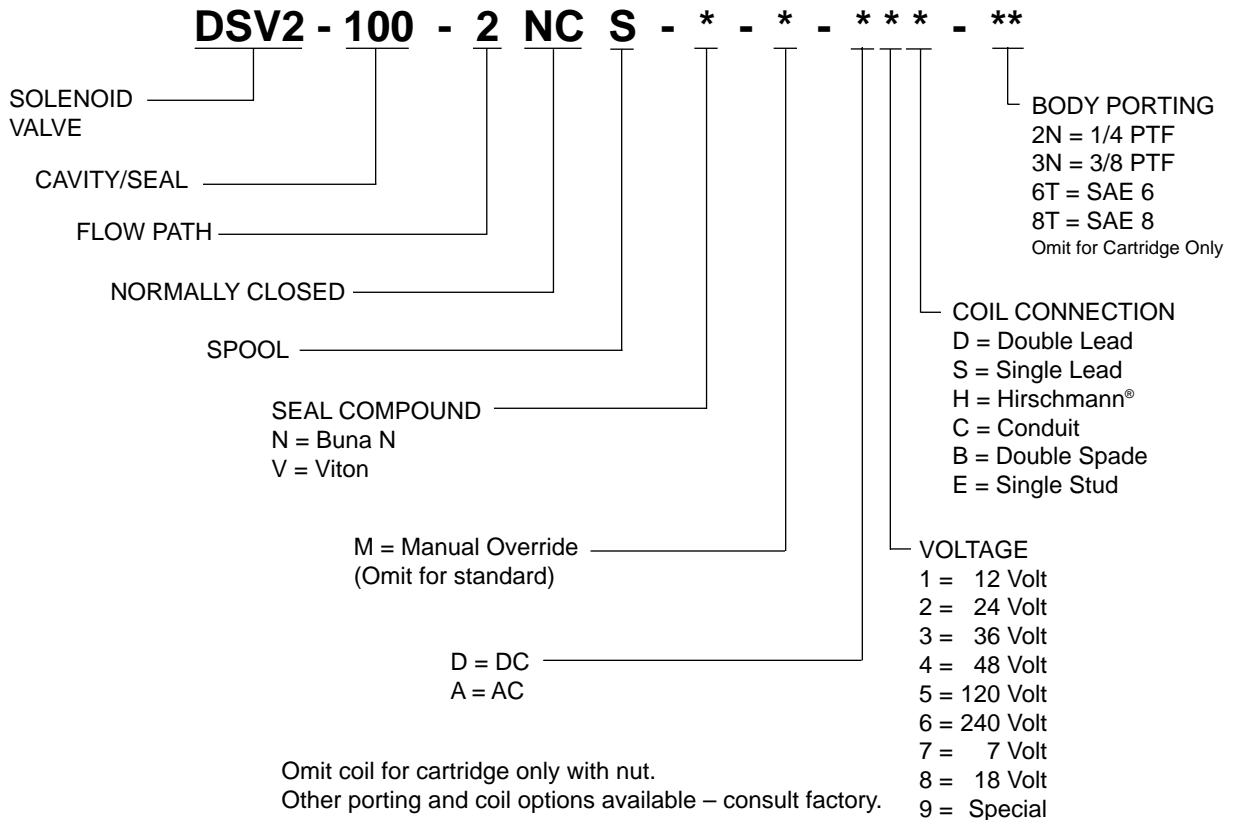 DSV2 - 100 - 2 NC S - * - * - * * * - **
SOLENOID
VALVE
CAVITY/SEAL
FLOW PATH
NORMALLY CLOSED
SPOOL
SEAL COMPOUND
N = Buna N
V = Viton
M = Manual Override
(Omit for standard)
D = DC
A = AC
BODY PORTING
2N = 1/4 PTF
3N = 3/8 PTF
6T = SAE 6
8T = SAE 8
Omit for Cartridge Only
COIL CONNECTION
D = Double Lead
S = Single Lead
H = Hirschmann®
C = Conduit
B = Double Spade
E = Single Stud
VOLTAGE
1 = 12 Volt
2 = 24 Volt
3 = 36 Volt
4 = 48 Volt
5 = 120 Volt
6 = 240 Volt
7 = 7 Volt
8 = 18 Volt
9 = Special
Omit coil for cartridge only with nut.
Other porting and coil options available – consult factory.